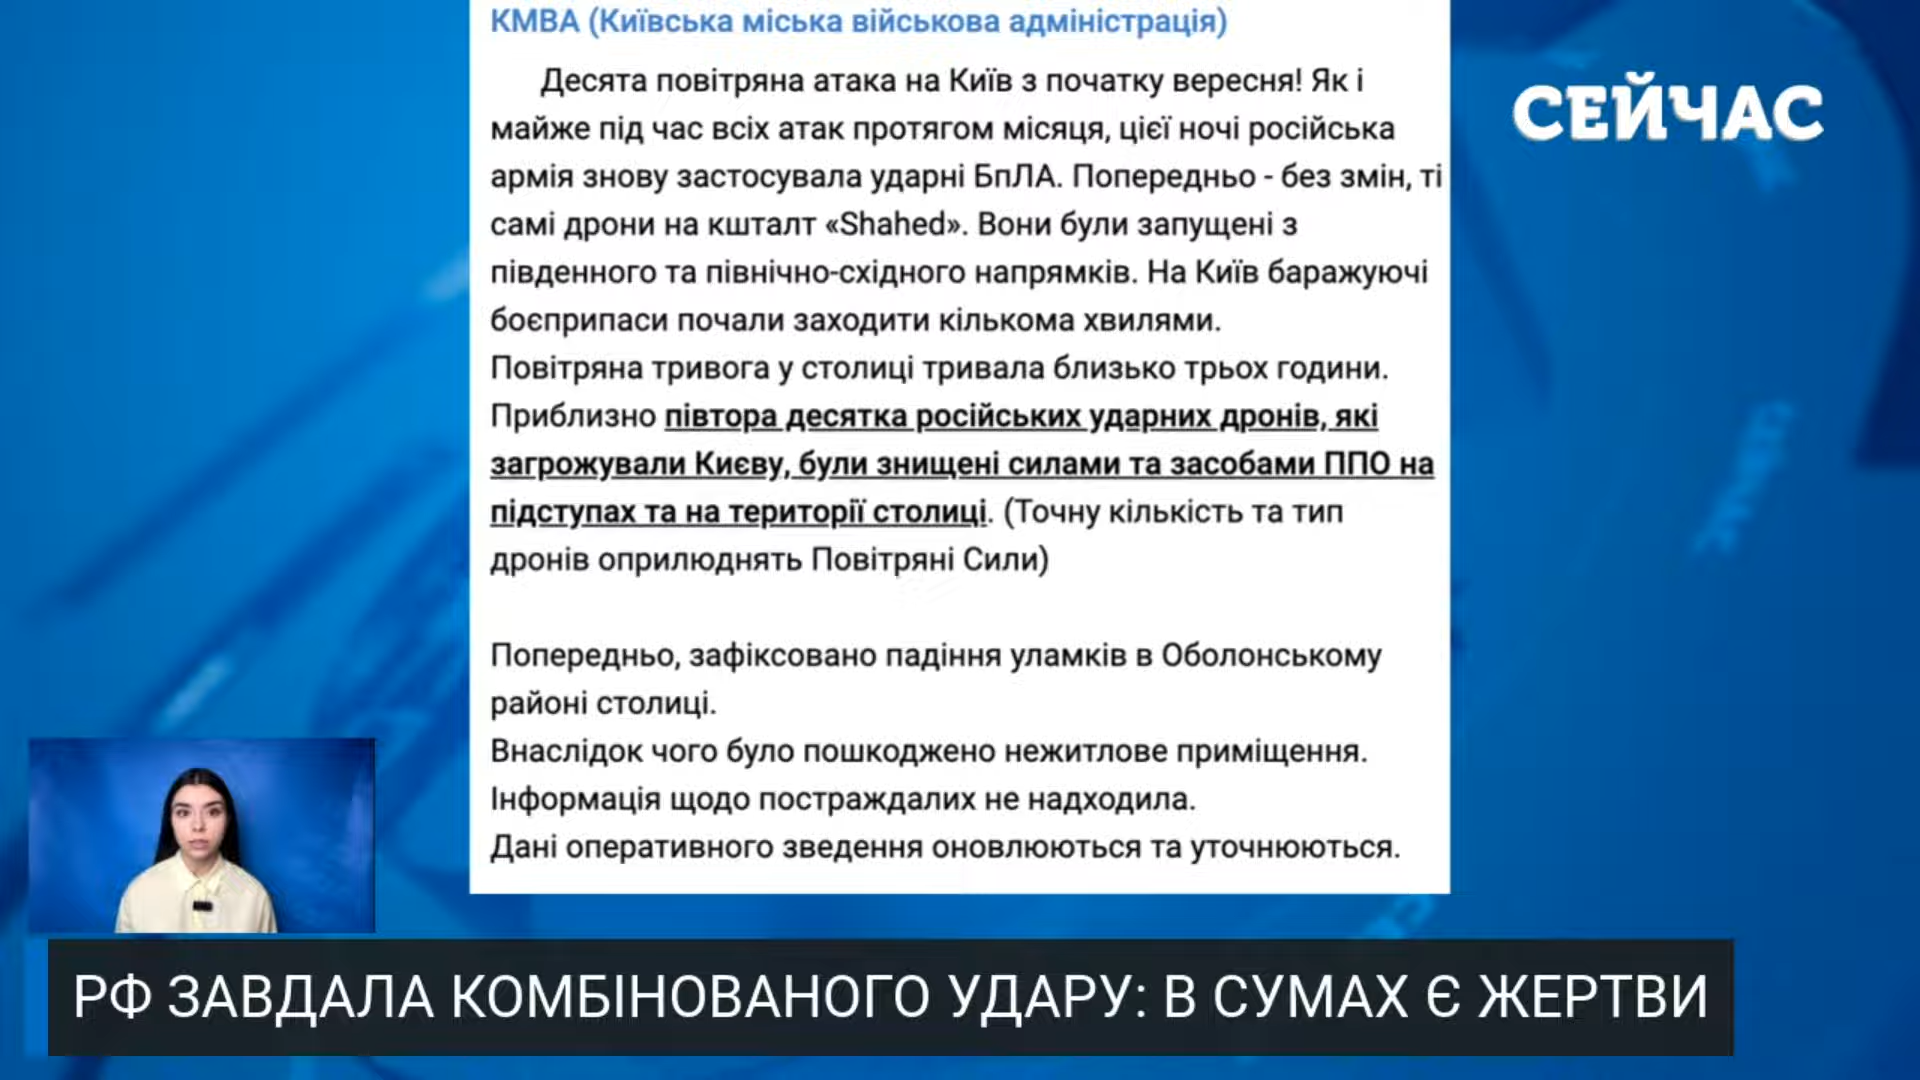 КМВА (Київська міська військова адміністрація)
Десята повітряна атака на Київ з початку вересня! Як і
майже під час всіх атак протягом місяця, цієї ночі російська
армія знову застосувала ударні БпЛА. Попередньо - без змін, ті
самі дрони на кшталт «Shahed». Вони були запущені з
південного та північно-східного напрямків. На Київ баражуючі
боєприпаси почали заходити кількома хвилями.
Повітряна тривога у столиці тривала близько трьох години.
Приблизно півтора десятка російських ударних дронів, які
загрожували Києву, були знищені силами та засобами ППО на
підступах та на території столиці. (Точну кількість та тип
дронів оприлюднять Повітряні Сили)
Попередньо, зафіксовано падіння уламків в Оболонському
районі столиці.
Внаслідок чого було пошкоджено нежитлове приміщення.
Інформація щодо постраждалих не надходила.
Дані оперативного зведення оновлюються та уточнюються.
СЕЙЧАС
РФ ЗАВДАЛА КОМБІНОВАНОГО УДАРУ: В СУМАХ Є ЖЕРТВИ